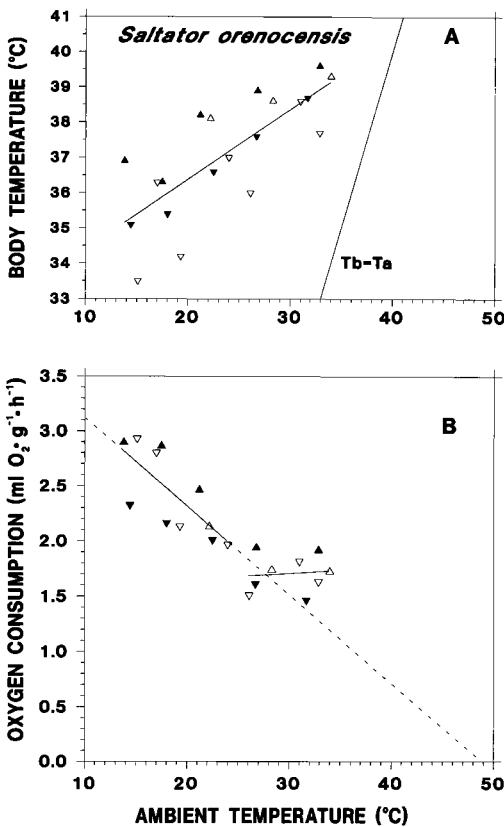 41
40
39
38
37
36
35
34
33
BODY TEMPERATURE (°C)
Saltator orenocensis
A
Tb-Ta
10 20 30 40 50
3.5
3.0
2.5
2.0
1.5
1.0
0.5
0.0
OXYGEN CONSUMPTION (ml O₂•g⁻¹•h⁻¹)
B
10 20 30 40 50
AMBIENT TEMPERATURE (°C)